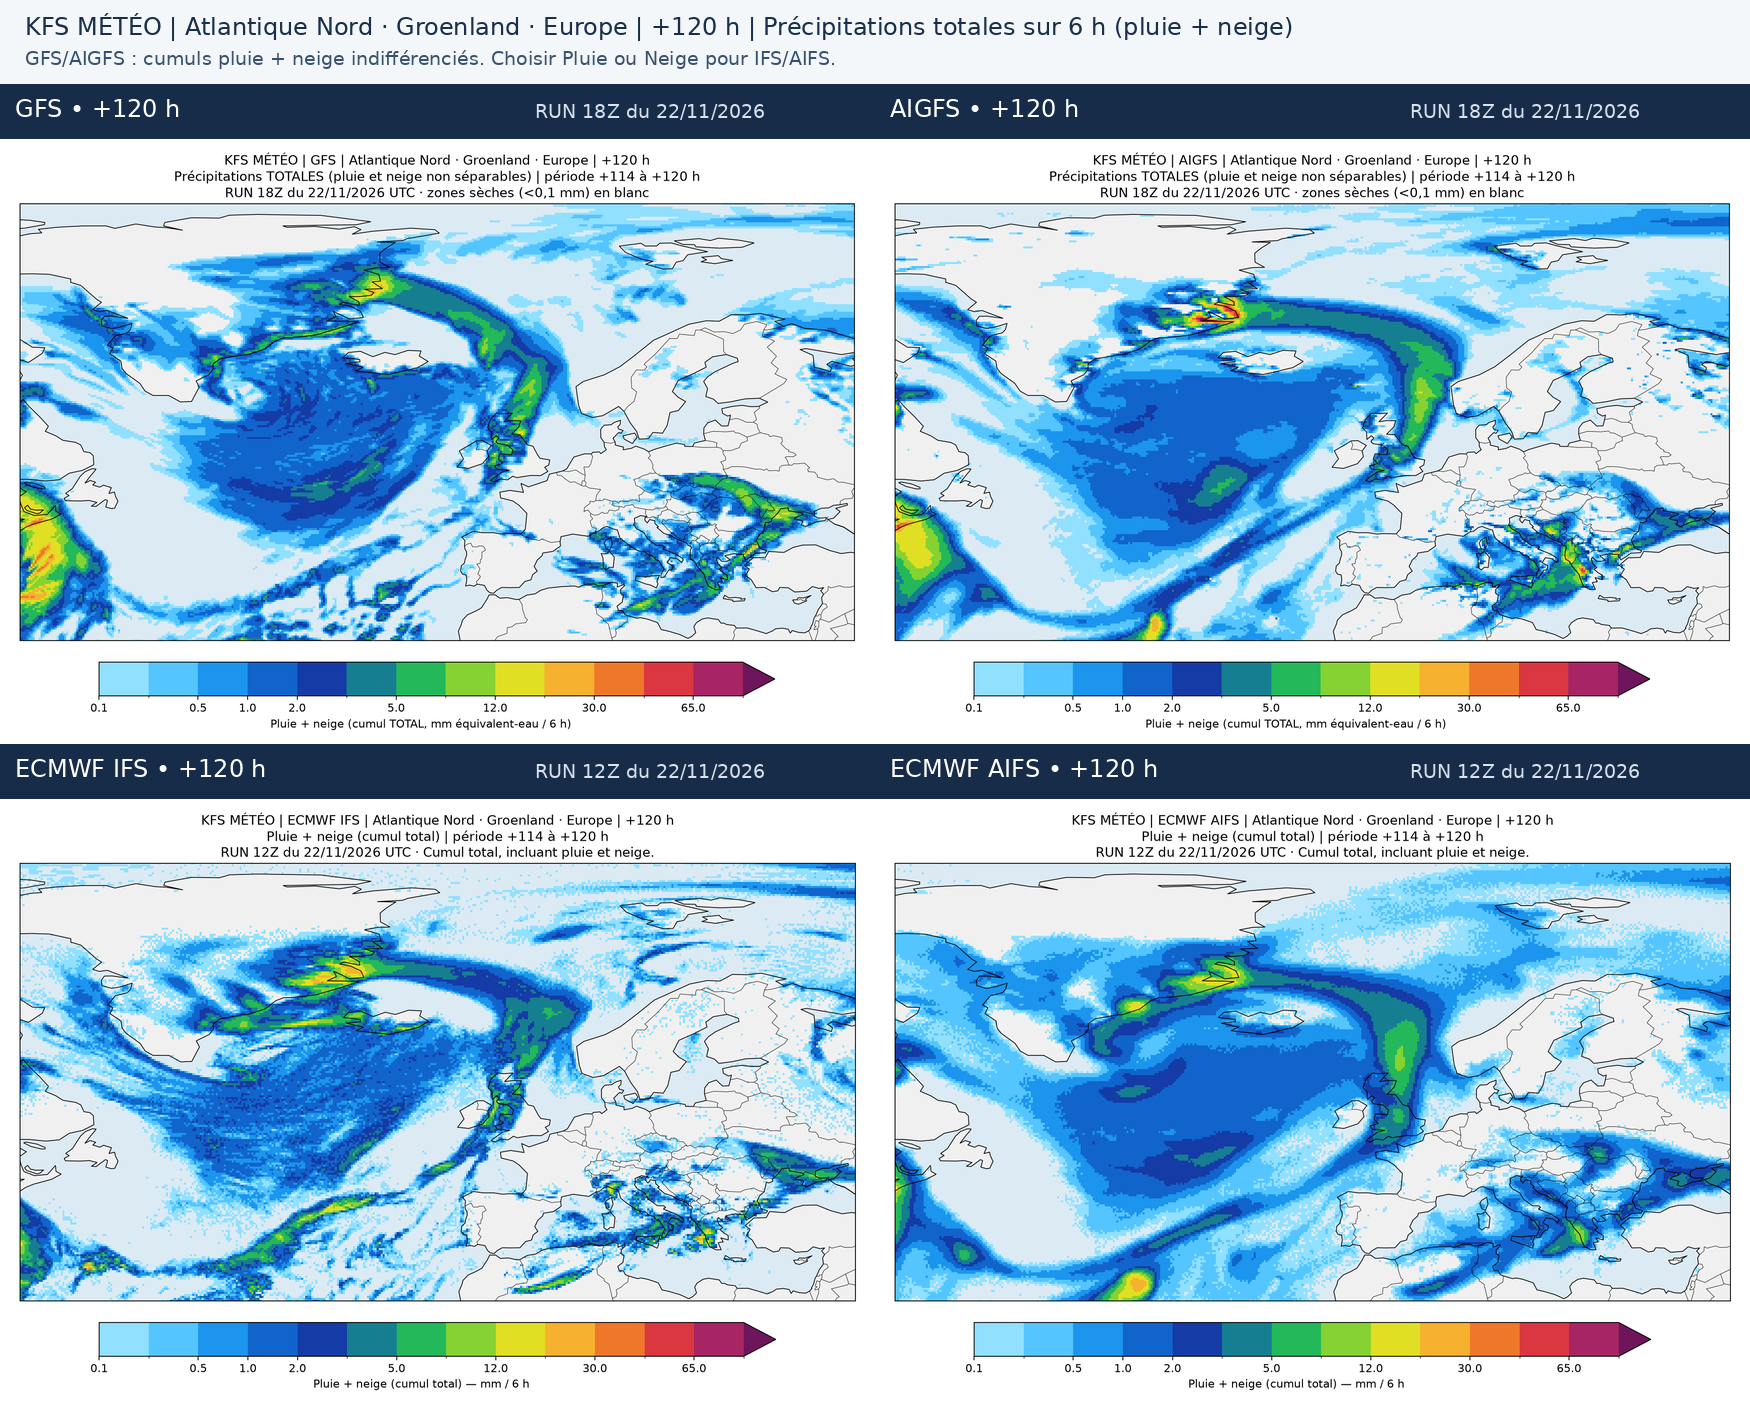 KFS MÉTÉO | Atlantique Nord · Groenland · Europe | +120 h | Précipitations totales sur 6 h (pluie + neige)
GFS/AIGFS : cumuls pluie + neige indifférenciés. Choisir Pluie ou Neige pour IFS/AIFS.
GFS • +120 h
RUN 18Z du 22/11/2026
KFS MÉTÉO | GFS | Atlantique Nord · Groenland · Europe | +120 h
Précipitations TOTALES (pluie et neige non séparables) | période +114 à +120 h
RUN 18Z du 22/11/2026 UTC · zones sèches (<0,1 mm) en blanc
0.1 0.5 1.0 2.0 5.0 12.0 30.0 65.0
Pluie + neige (cumul TOTAL, mm équivalent-eau / 6 h)
AIGFS • +120 h
RUN 18Z du 22/11/2026
KFS MÉTÉO | AIGFS | Atlantique Nord · Groenland · Europe | +120 h
Précipitations TOTALES (pluie et neige non séparables) | période +114 à +120 h
RUN 18Z du 22/11/2026 UTC · zones sèches (<0,1 mm) en blanc
0.1 0.5 1.0 2.0 5.0 12.0 30.0 65.0
Pluie + neige (cumul TOTAL, mm équivalent-eau / 6 h)
ECMWF IFS • +120 h
RUN 12Z du 22/11/2026
KFS MÉTÉO | ECMWF IFS | Atlantique Nord · Groenland · Europe | +120 h
Pluie + neige (cumul total) | période +114 à +120 h
RUN 12Z du 22/11/2026 UTC · Cumul total, incluant pluie et neige.
0.1 0.5 1.0 2.0 5.0 12.0 30.0 65.0
Pluie + neige (cumul total) — mm / 6 h
ECMWF AIFS • +120 h
RUN 12Z du 22/11/2026
KFS MÉTÉO | ECMWF AIFS | Atlantique Nord · Groenland · Europe | +120 h
Pluie + neige (cumul total) | période +114 à +120 h
RUN 12Z du 22/11/2026 UTC · Cumul total, incluant pluie et neige.
0.1 0.5 1.0 2.0 5.0 12.0 30.0 65.0
Pluie + neige (cumul total) — mm / 6 h